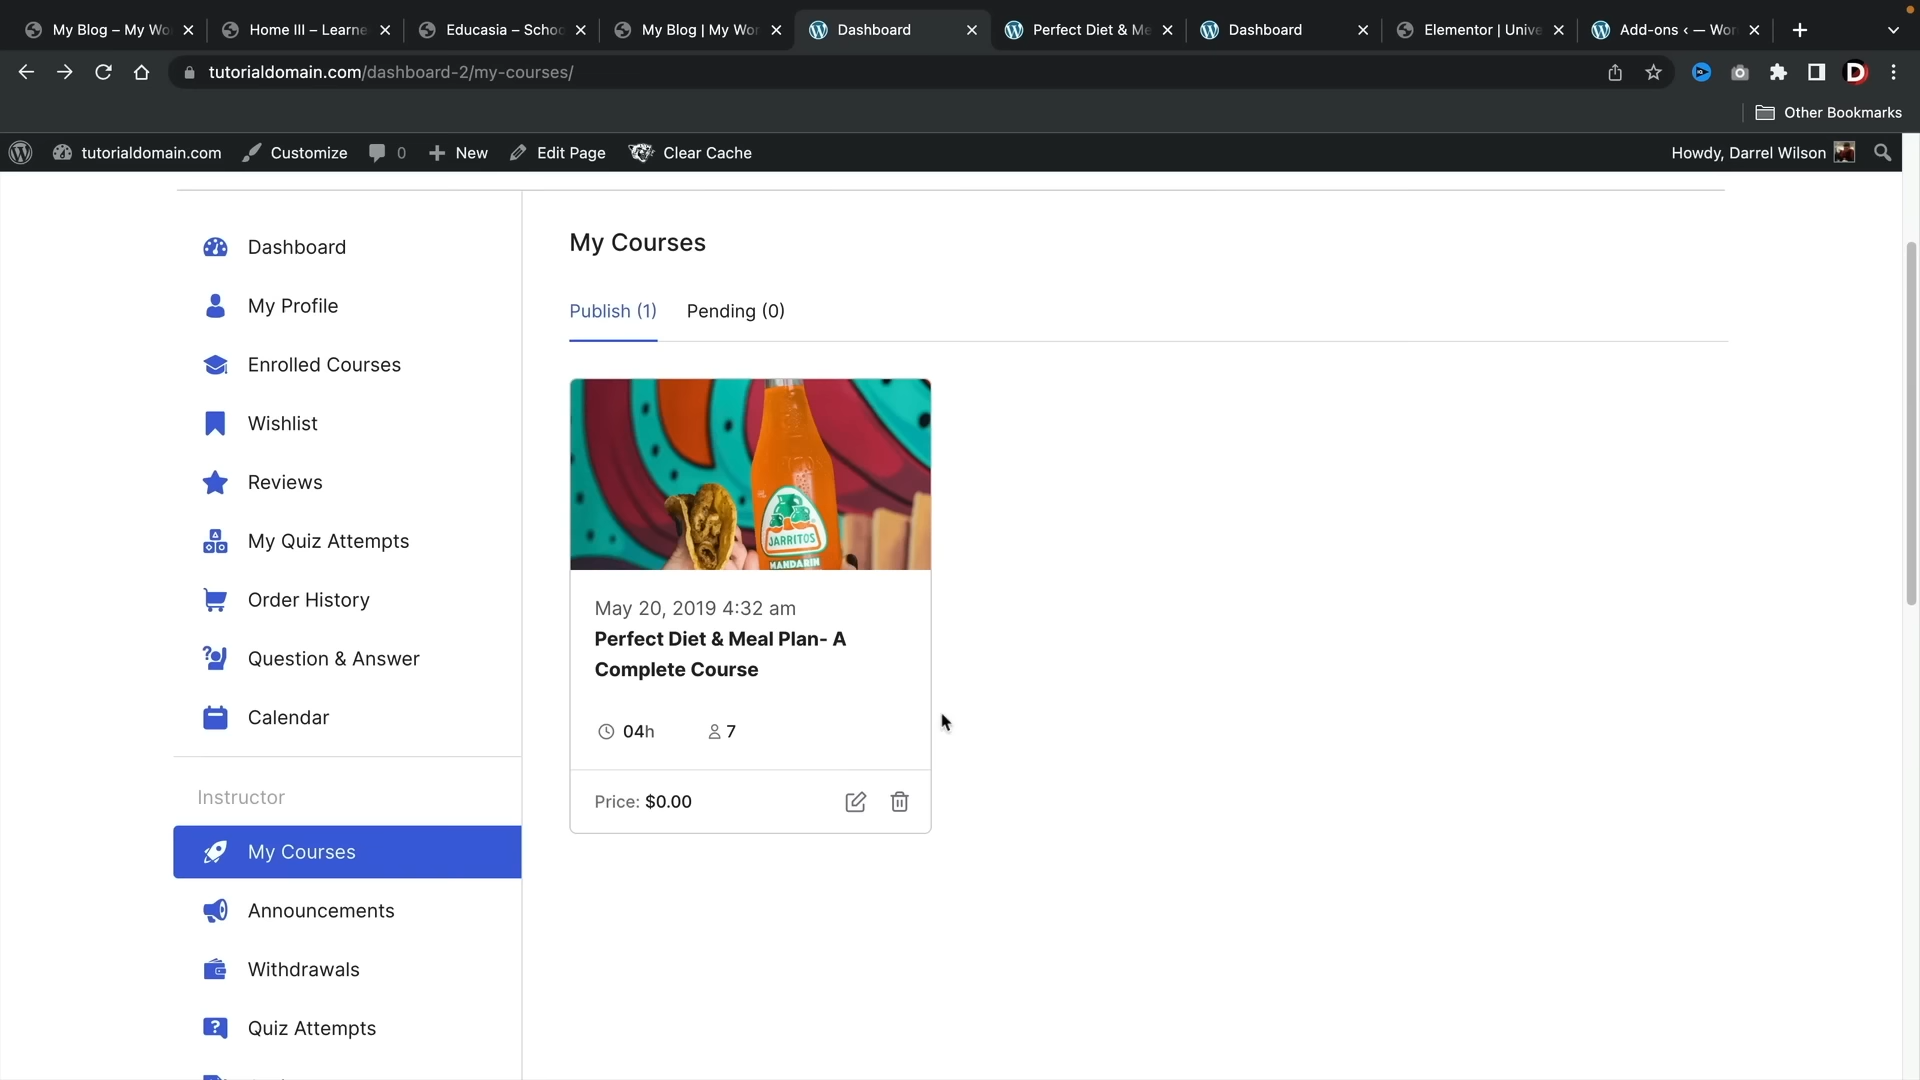 My Blog – My Wo
Home III – Learne
Educasia – Schoo
My Blog | My Wor
Dashboard
Perfect Diet & Me
Dashboard
Elementor | Unive
Add-ons ‹ — Wor
tutorialdomain.com/dashboard-2/my-courses/
Other Bookmarks
tutorialdomain.com
Customize
0
New
Edit Page
Clear Cache
Howdy, Darrel Wilson
Dashboard
My Profile
Enrolled Courses
Wishlist
Reviews
My Quiz Attempts
Order History
Question & Answer
Calendar
Instructor
My Courses
Announcements
Withdrawals
Quiz Attempts
My Courses
Publish (1)
Pending (0)
JARRITOS
MANDARIN
May 20, 2019 4:32 am
Perfect Diet & Meal Plan- A
Complete Course
04h
7
Price: $0.00